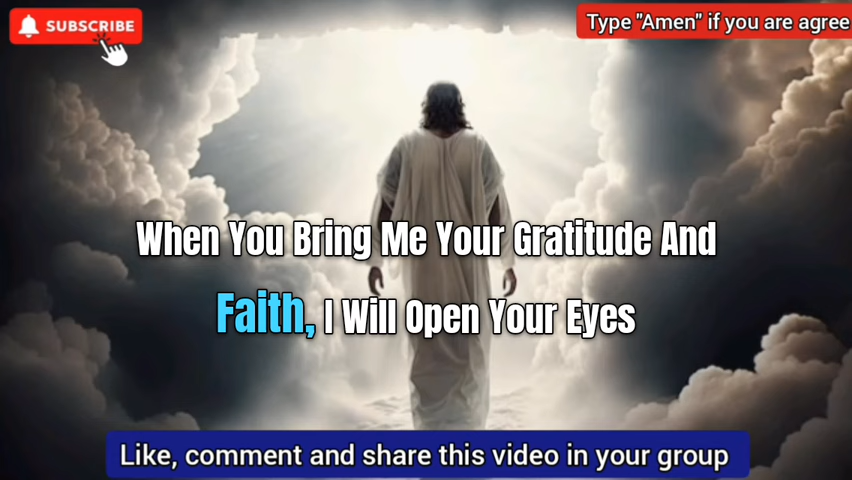 SUBSCRIBE
Type "Amen" if you are agree
When You Bring Me Your Gratitude And
Faith, I Will Open Your Eyes
Like, comment and share this video in your group